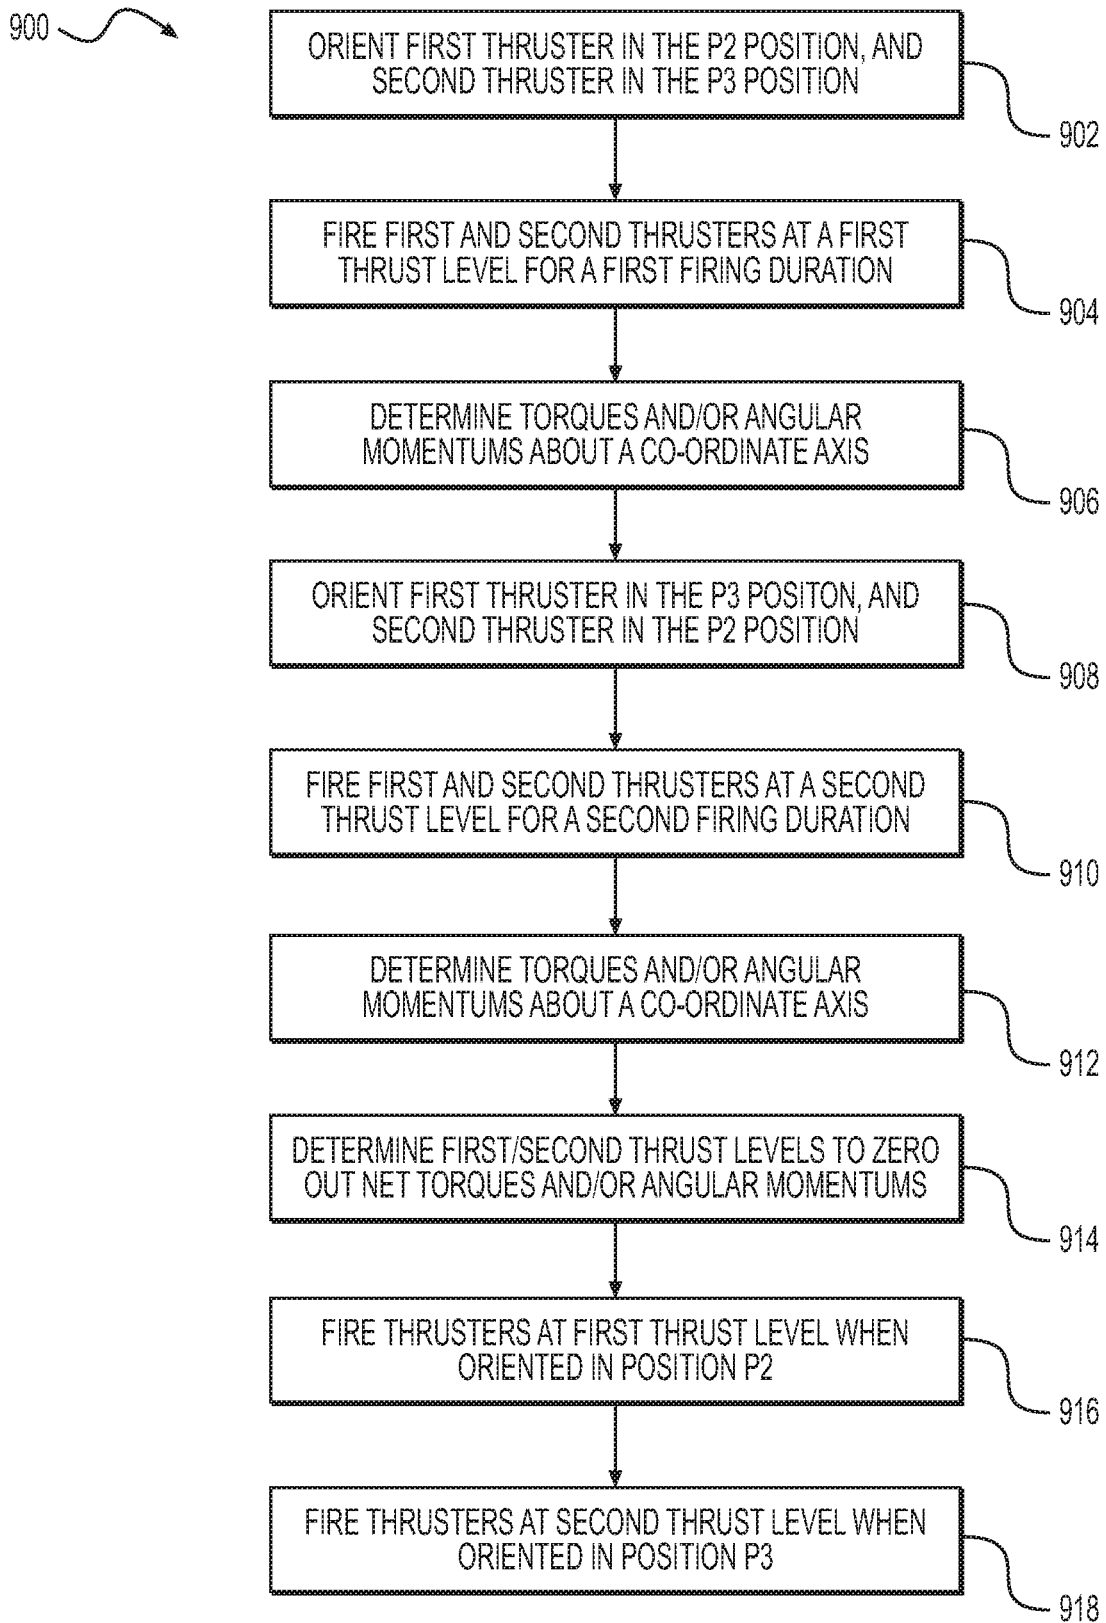 900
ORIENT FIRST THRUSTER IN THE P2 POSITION, AND
SECOND THRUSTER IN THE P3 POSITION
902
FIRE FIRST AND SECOND THRUSTERS AT A FIRST
THRUST LEVEL FOR A FIRST FIRING DURATION
904
DETERMINE TORQUES AND/OR ANGULAR
MOMENTUMS ABOUT A CO-ORDINATE AXIS
906
ORIENT FIRST THRUSTER IN THE P3 POSITON, AND
SECOND THRUSTER IN THE P2 POSITION
908
FIRE FIRST AND SECOND THRUSTERS AT A SECOND
THRUST LEVEL FOR A SECOND FIRING DURATION
910
DETERMINE TORQUES AND/OR ANGULAR
MOMENTUMS ABOUT A CO-ORDINATE AXIS
912
DETERMINE FIRST/SECOND THRUST LEVELS TO ZERO
OUT NET TORQUES AND/OR ANGULAR MOMENTUMS
914
FIRE THRUSTERS AT FIRST THRUST LEVEL WHEN
ORIENTED IN POSITION P2
916
FIRE THRUSTERS AT SECOND THRUST LEVEL WHEN
ORIENTED IN POSITION P3
918